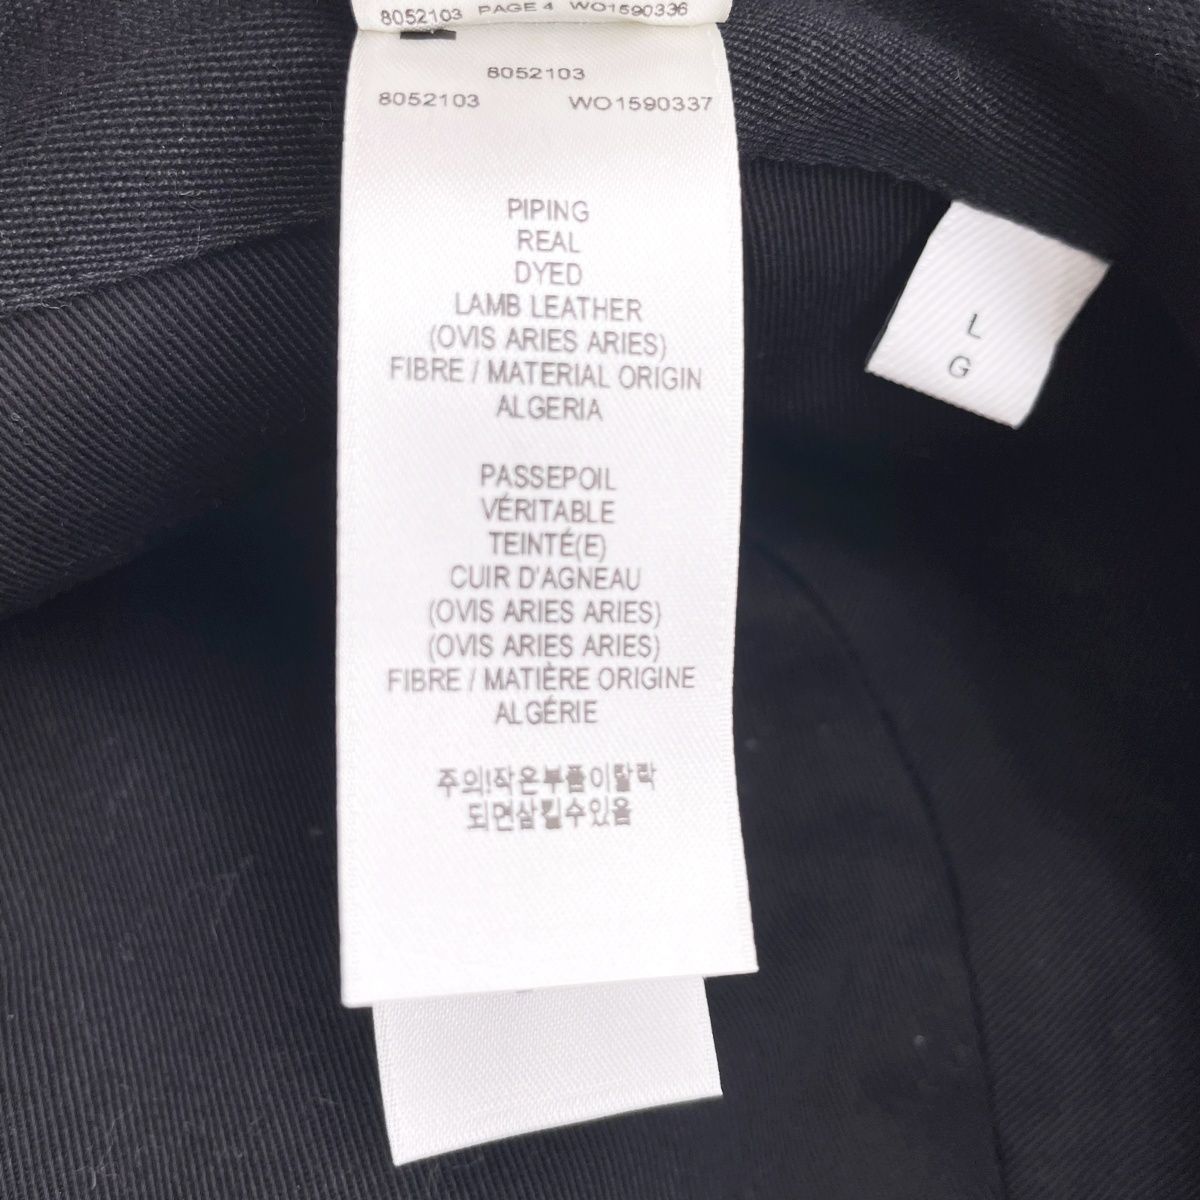 8052103 PAGE 4 WO1590336
8052103
8052103 WO1590337
PIPING
REAL
DYED
LAMB LEATHER
(OVIS ARIES ARIES)
FIBRE / MATERIAL ORIGIN
ALGERIA
PASSEPOIL
VÉRITABLE
TEINTÉ(E)
CUIR D'AGNEAU
(OVIS ARIES ARIES)
(OVIS ARIES ARIES)
FIBRE / MATIÈRE ORIGINE
ALGÉRIE
주의!작은부품이탈락
되면삼킬수있음
L
G